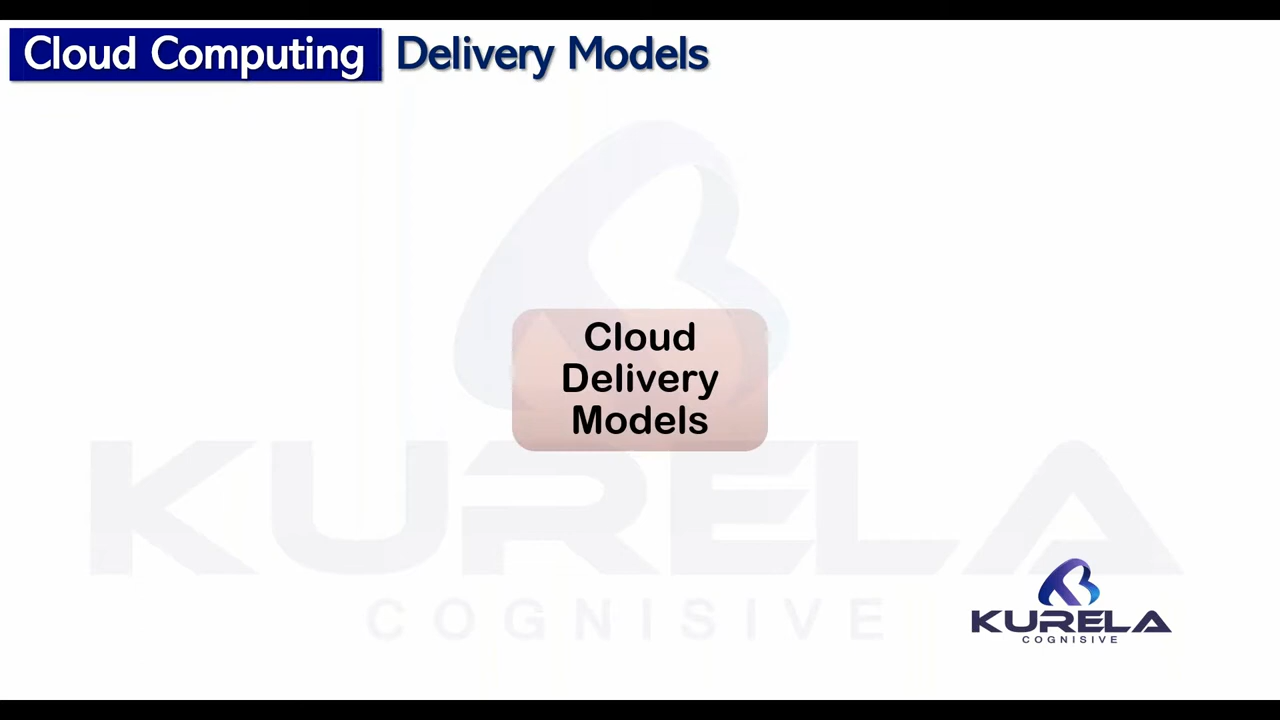 Cloud Computing Delivery Models
Cloud
Delivery
Models
KURELA
COGNISIVE
KURELA
COGNISIVE